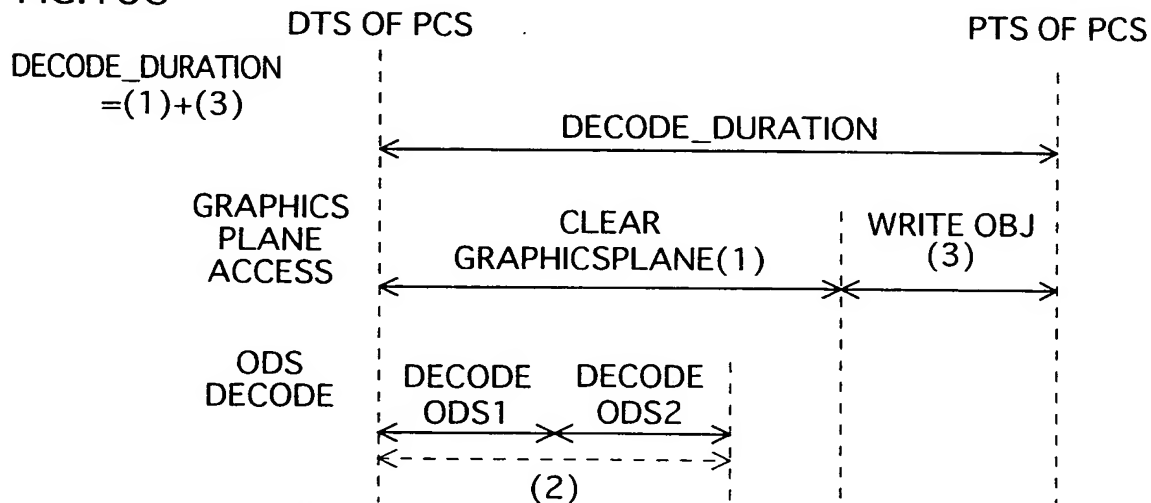 DTS OF PCS
PTS OF PCS
DECODE_DURATION
=(1)+(3)
DECODE_DURATION
GRAPHICS
PLANE
ACCESS
CLEAR
GRAPHICSPLANE(1)
WRITE OBJ
(3)
ODS
DECODE
DECODE
ODS1
DECODE
ODS2
(2)